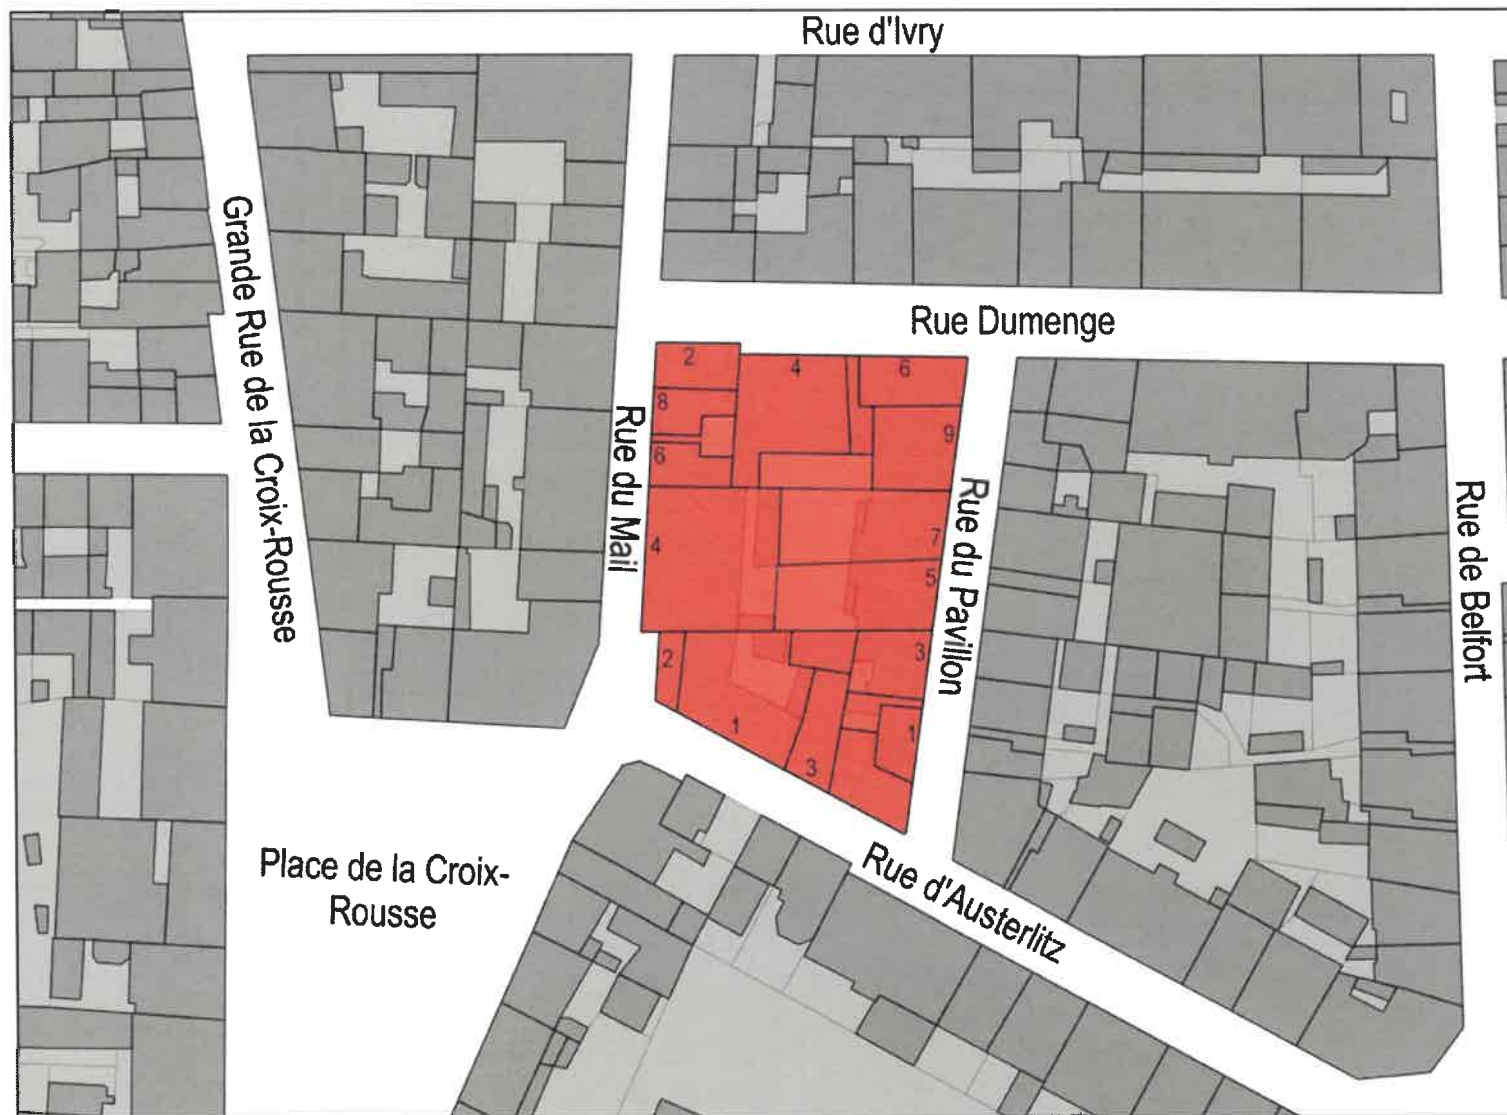 Rue d'Ivry
Grande Rue de la Croix-Rousse
Rue Dumenge
2
4
6
8
9
6
Rue du Mail
4
7
5
Rue du Pavillon
Rue de Belfort
2
3
1
1
3
Place de la Croix-
Rousse
Rue d'Austerlitz